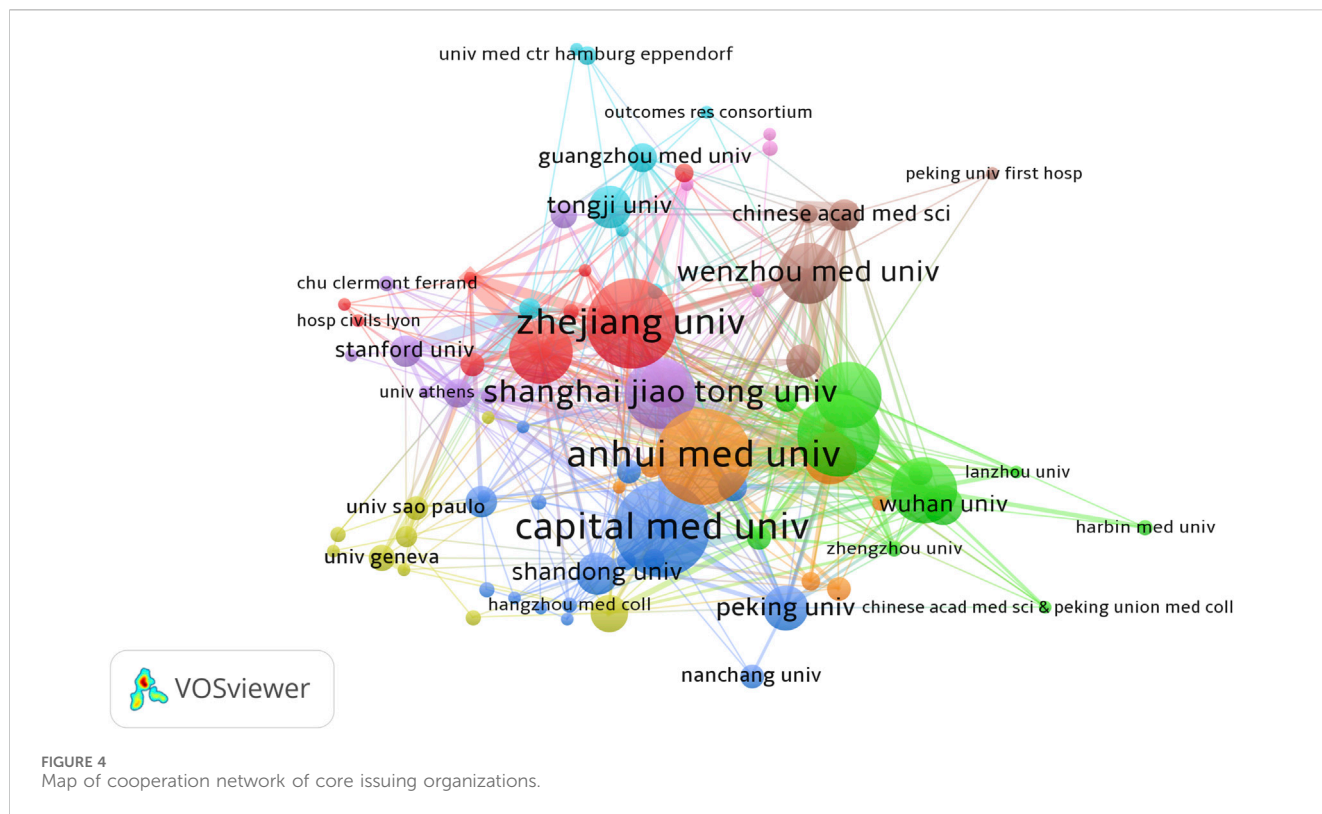 univ med ctr hamburg eppendorf
outcomes res consortium
guangzhou med univ
peking univ first hosp
tongji univ
chinese acad med sci
wenzhou med univ
chu clermont ferrand
hosp civils lyon
zhejiang univ
stanford univ
univ athens
shanghai jiao tong univ
anhui med univ
lanzhou univ
univ sao paulo
wuhan univ
capital med univ
harbin med univ
zhengzhou univ
univ geneva
shandong univ
hangzhou med coll
peking univ
chinese acad med sci & peking union med coll
nanchang univ
VOSviewer
FIGURE 4
Map of cooperation network of core issuing organizations.